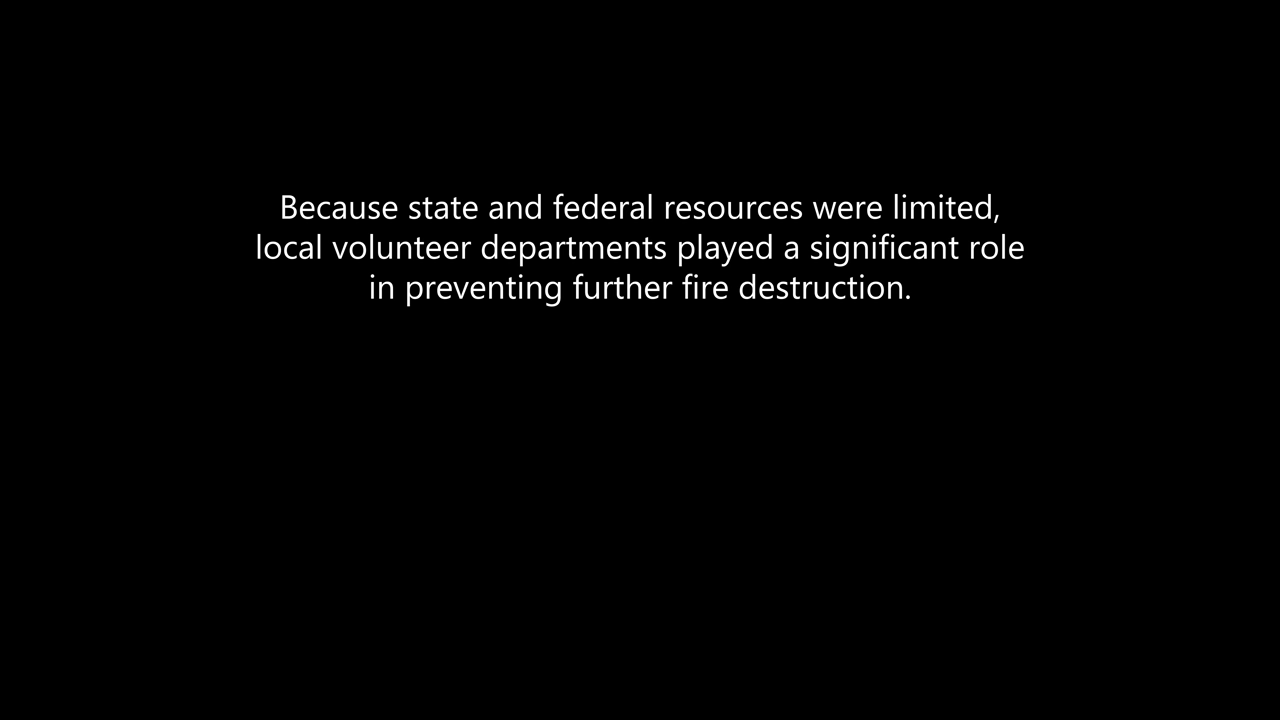 Because state and federal resources were limited,
local volunteer departments played a significant role
in preventing further fire destruction.